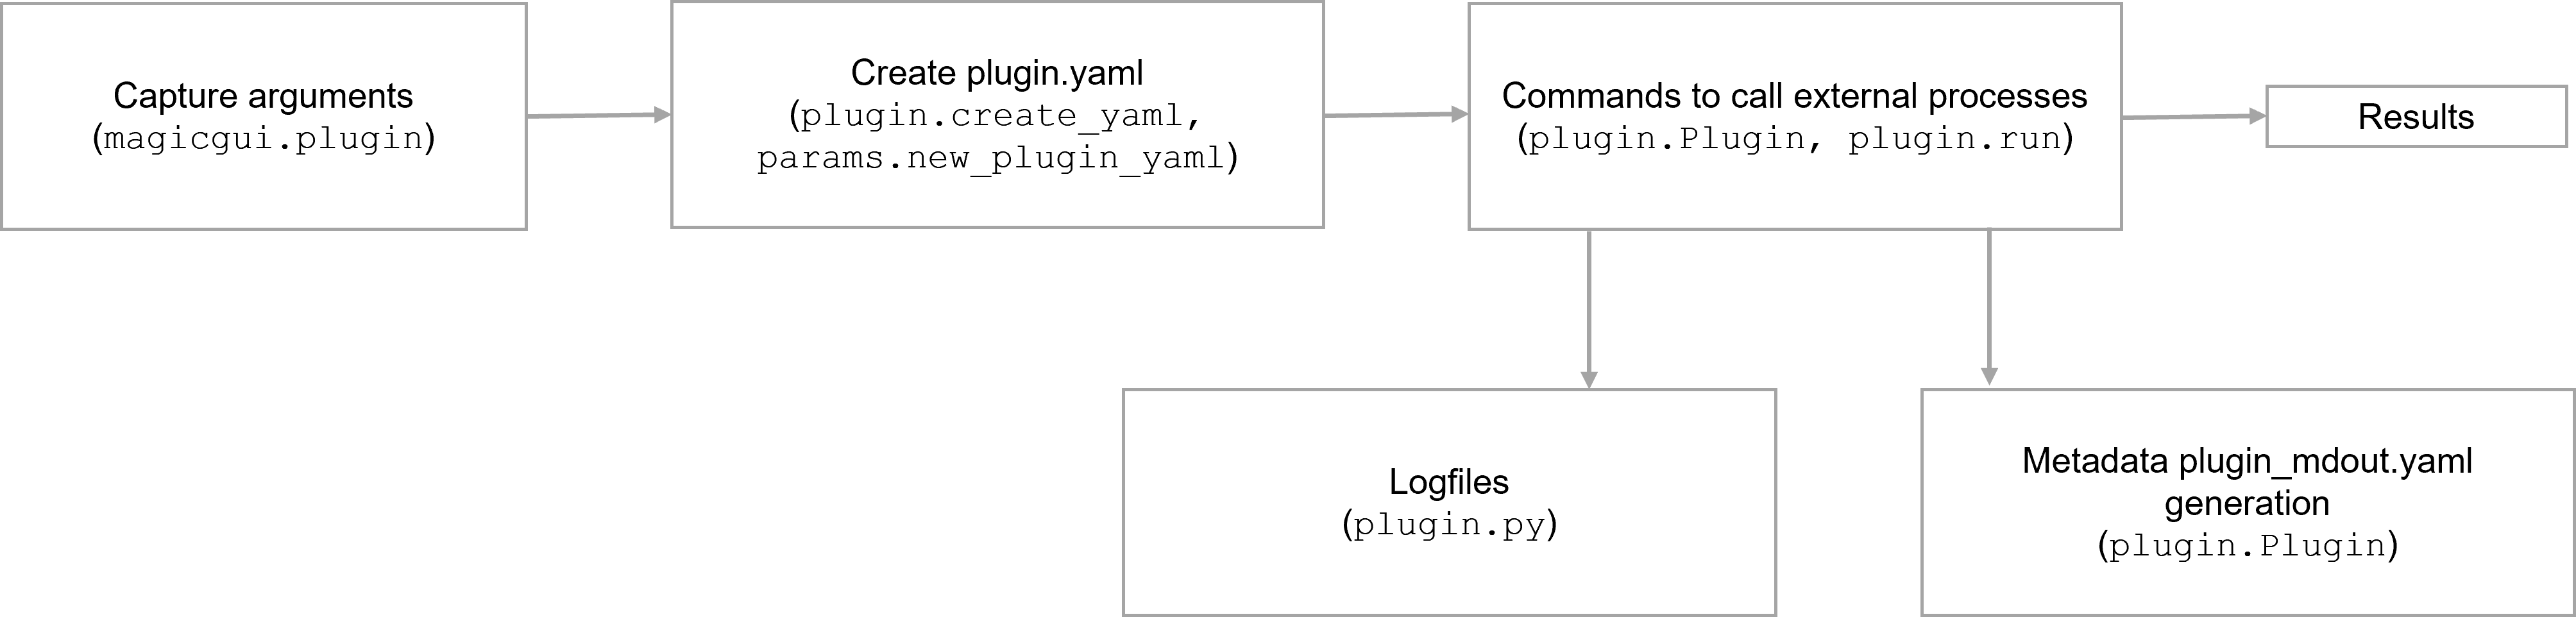 Capture arguments
(magicgui.plugin)
Create plugin.yaml
(plugin.create_yaml,
params.new_plugin_yaml)
Commands to call external processes
(plugin.Plugin, plugin.run)
Results
Logfiles
(plugin.py)
Metadata plugin_mdout.yaml
generation
(plugin.Plugin)